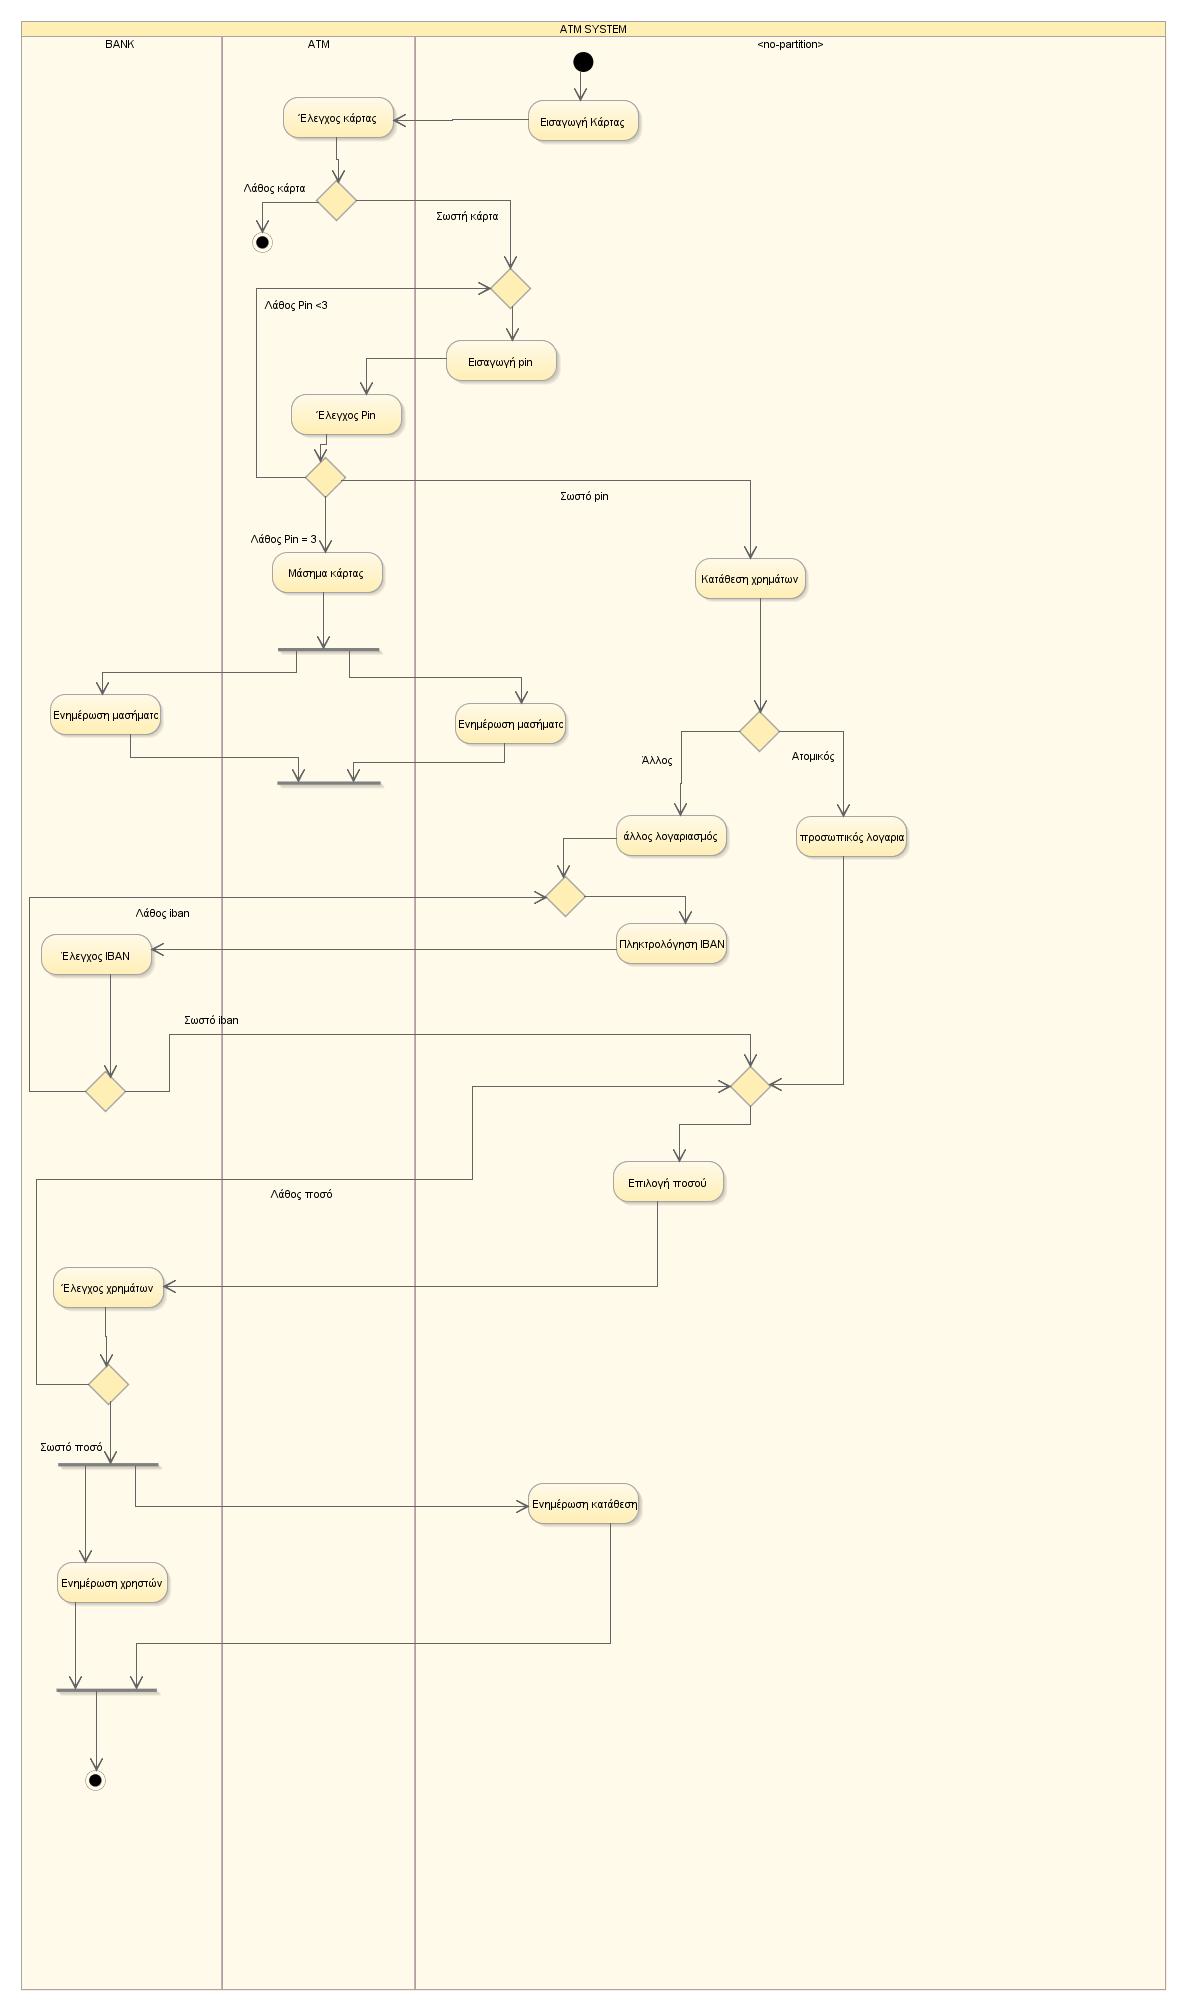 ATM SYSTEM
BANK
ATM
<no-partition>
Έλεγχος κάρτας
Εισαγωγή Κάρτας
Λάθος κάρτα
Σωστή κάρτα
Λάθος Pin <3
Εισαγωγή pin
Έλεγχος Pin
Σωστό pin
Λάθος Pin = 3
Μάσημα κάρτας
Κατάθεση χρημάτων
Ενημέρωση μασήματο
Ενημέρωση μασήματο
Άλλος
Ατομικός
άλλος λογαριασμός
προσωπικός λογαρια
Λάθος iban
Πληκτρολόγηση IBAN
Έλεγχος IBAN
Σωστό iban
Επιλογή ποσού
Λάθος ποσό
Έλεγχος χρημάτων
Σωστό ποσό
Ενημέρωση κατάθεση
Ενημέρωση χρηστών